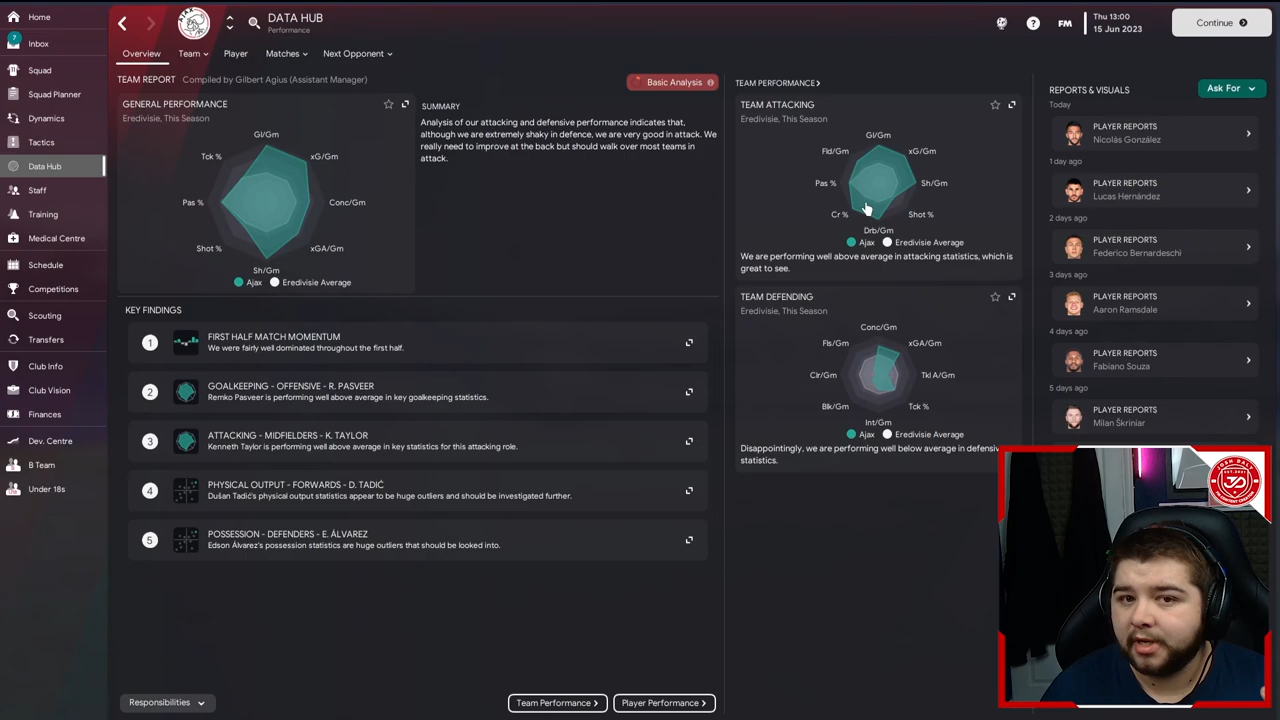 Home
?
Inbox
Squad
Squad Planner
Dynamics
Tactics
Data Hub
Staff
Training
Medical Centre
Schedule
Competitions
Scouting
Transfers
Club Info
Club Vision
Finances
Dev. Centre
B Team
Under 18s
AJAX
DATA HUB
Performance
?
FM
Thu 13:00
15 Jun 2023
Continue
Overview
Team
Player
Matches
Next Opponent
TEAM REPORT Compiled by Gilbert Agius (Assistant Manager)
Basic Analysis
GENERAL PERFORMANCE
Eredivisie, This Season
Gl/Gm
Tck %
xG/Gm
Pas %
Conc/Gm
Shot %
xGA/Gm
Sh/Gm
Ajax
Eredivisie Average
SUMMARY
Analysis of our attacking and defensive performance indicates that,
although we are extremely shaky in defence, we are very good in attack. We
really need to improve at the back but should walk over most teams in
attack.
KEY FINDINGS
1
FIRST HALF MATCH MOMENTUM
We were fairly well dominated throughout the first half.
2
GOALKEEPING - OFFENSIVE - R. PASVEER
Remko Pasveer is performing well above average in key goalkeeping statistics.
3
ATTACKING - MIDFIELDERS - K. TAYLOR
Kenneth Taylor is performing well above average in key statistics for this attacking role.
4
PHYSICAL OUTPUT - FORWARDS - D. TADIĆ
Dušan Tadić's physical output statistics appear to be huge outliers and should be investigated further.
5
POSSESSION - DEFENDERS - E. ÁLVAREZ
Edson Álvarez's possession statistics are huge outliers that should be looked into.
Responsibilities
Team Performance
Player Performance
TEAM PERFORMANCE
TEAM ATTACKING
Eredivisie, This Season
Gl/Gm
Fld/Gm
xG/Gm
Pas %
Sh/Gm
Cr %
Shot %
Drb/Gm
Ajax
Eredivisie Average
We are performing well above average in attacking statistics, which is
great to see.
TEAM DEFENDING
Eredivisie, This Season
Conc/Gm
Fls/Gm
xGA/Gm
Clr/Gm
Tkl A/Gm
Blk/Gm
Tck %
Int/Gm
Ajax
Eredivisie Average
Disappointingly, we are performing well below average in defensive
statistics.
REPORTS & VISUALS
Ask For
Today
PLAYER REPORTS
Nicolás González
1 day ago
PLAYER REPORTS
Lucas Hernández
2 days ago
PLAYER REPORTS
Federico Bernardeschi
3 days ago
PLAYER REPORTS
Aaron Ramsdale
4 days ago
PLAYER REPORTS
Fabiano Souza
5 days ago
PLAYER REPORTS
Milan Škriniar
JOSH DALY
JD